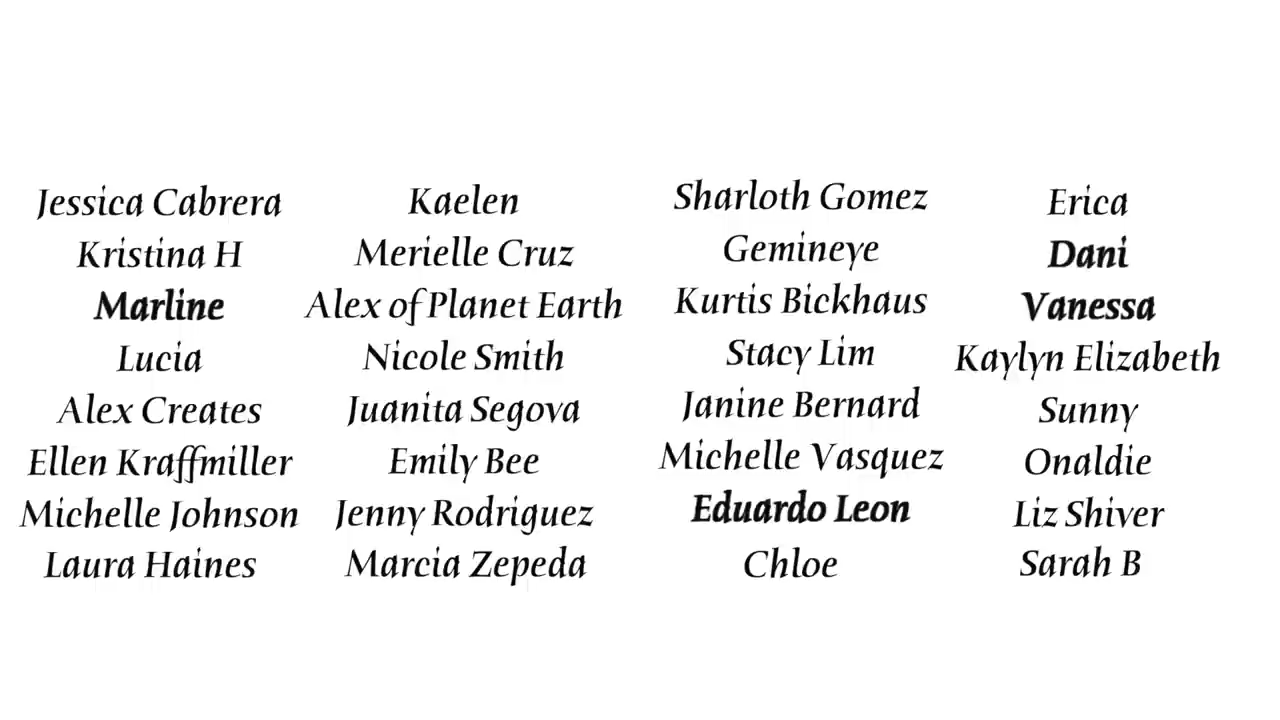 Jessica Cabrera
Kristina H
Marline
Lucia
Alex Creates
Ellen Kraffmiller
Michelle Johnson
Laura Haines
Kaelen
Merielle Cruz
Alex of Planet Earth
Nicole Smith
Juanita Segova
Emily Bee
Jenny Rodriguez
Marcia Zepeda
Sharloth Gomez
Gemineye
Kurtis Bickhaus
Stacy Lim
Janine Bernard
Michelle Vasquez
Eduardo Leon
Chloe
Erica
Dani
Vanessa
Kaylyn Elizabeth
Sunny
Onaldie
Liz Shiver
Sarah B